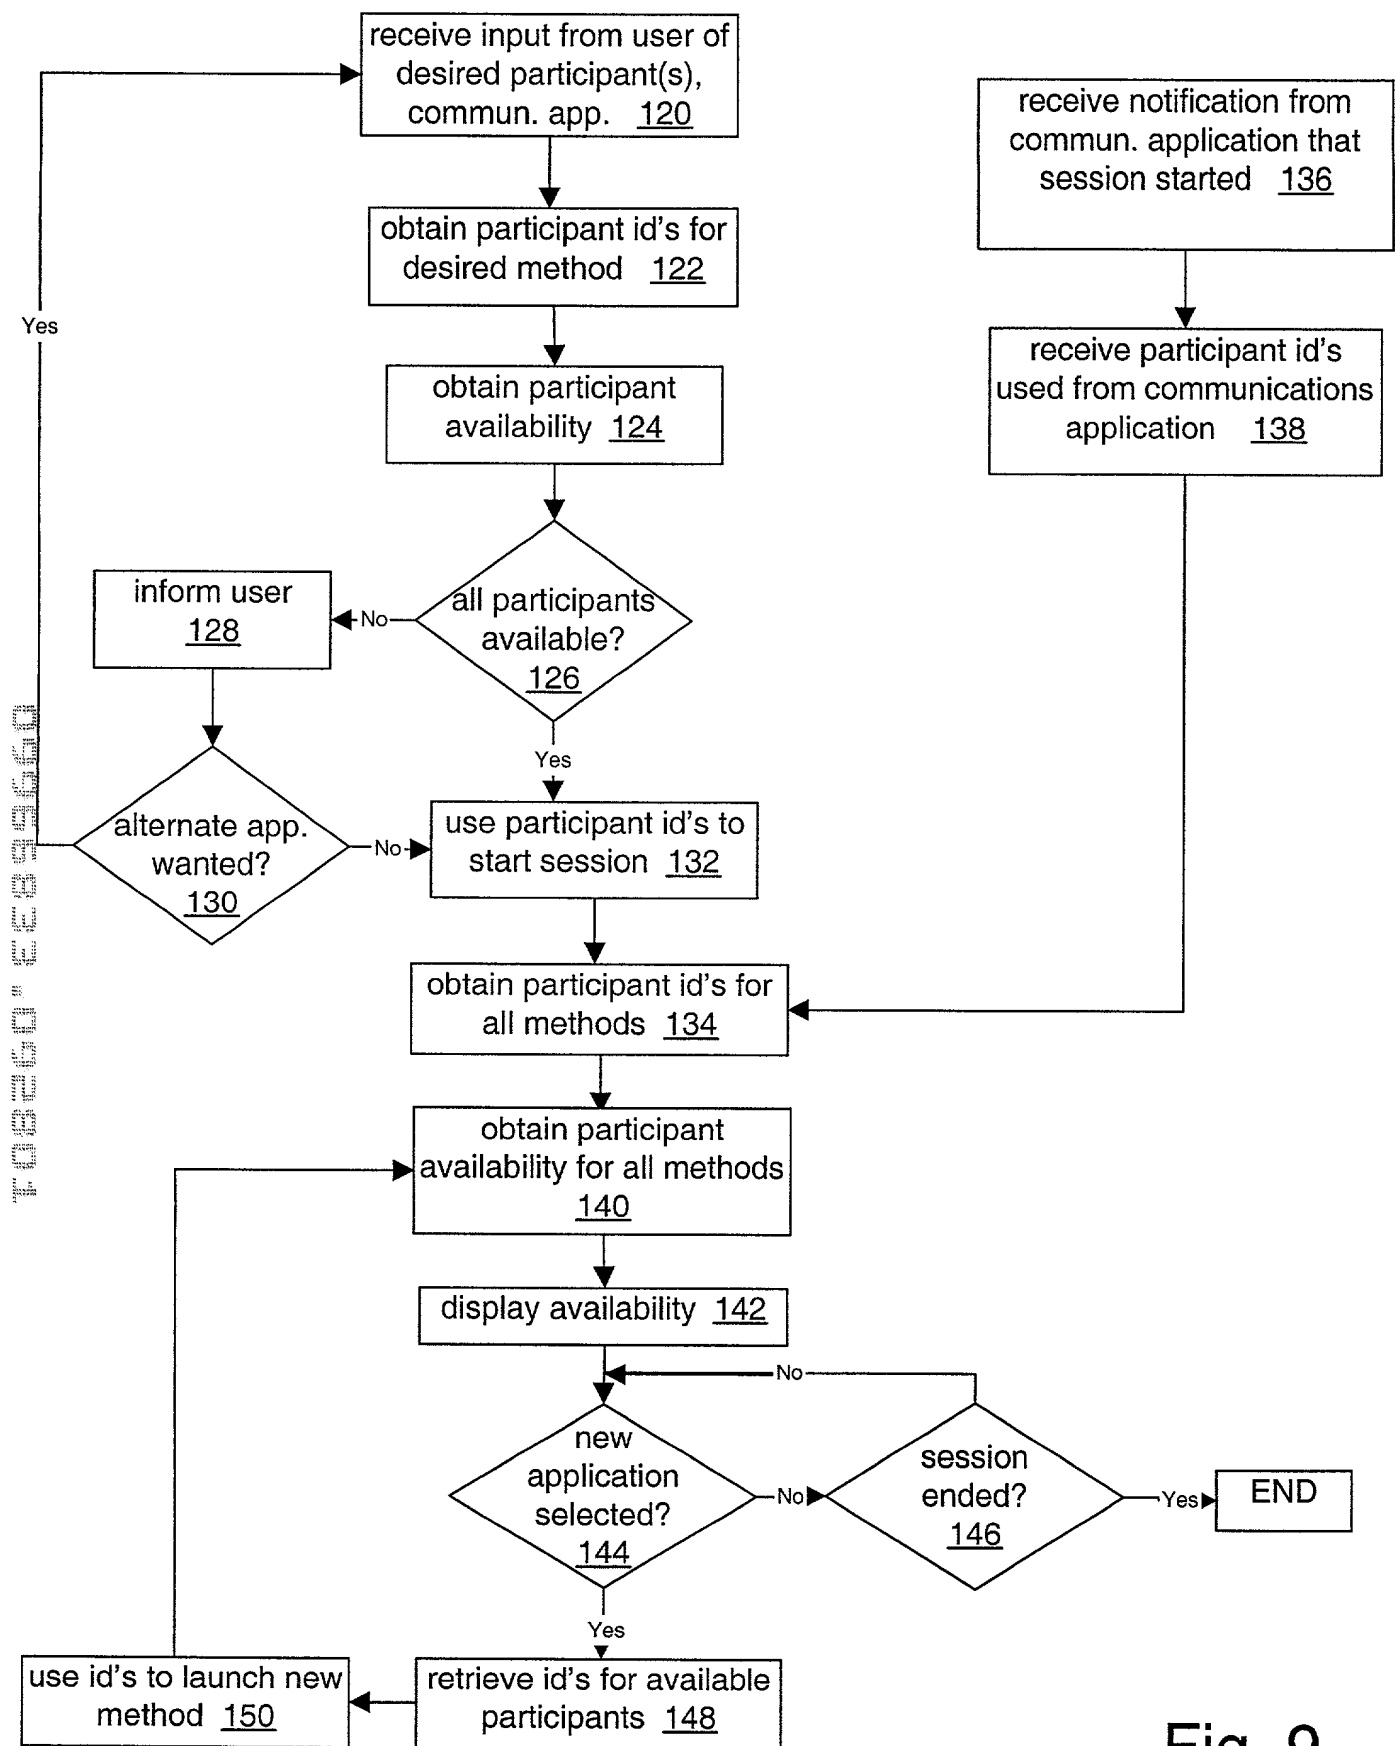 receive input from user of
desired participant(s),
commun. app. 120
receive notification from
commun. application that
session started 136
obtain participant id's for
desired method 122
Yes
receive participant id's
used from communications
application 138
obtain participant
availability 124
inform user
128
No
all participants
available?
126
Yes
alternate app.
wanted?
130
No
use participant id's to
start session 132
obtain participant id's for
all methods 134
obtain participant
availability for all methods
140
display availability 142
No
new
application
selected?
144
No
session
ended?
146
Yes
END
Yes
use id's to launch new
method 150
retrieve id's for available
participants 148
Fig. 9